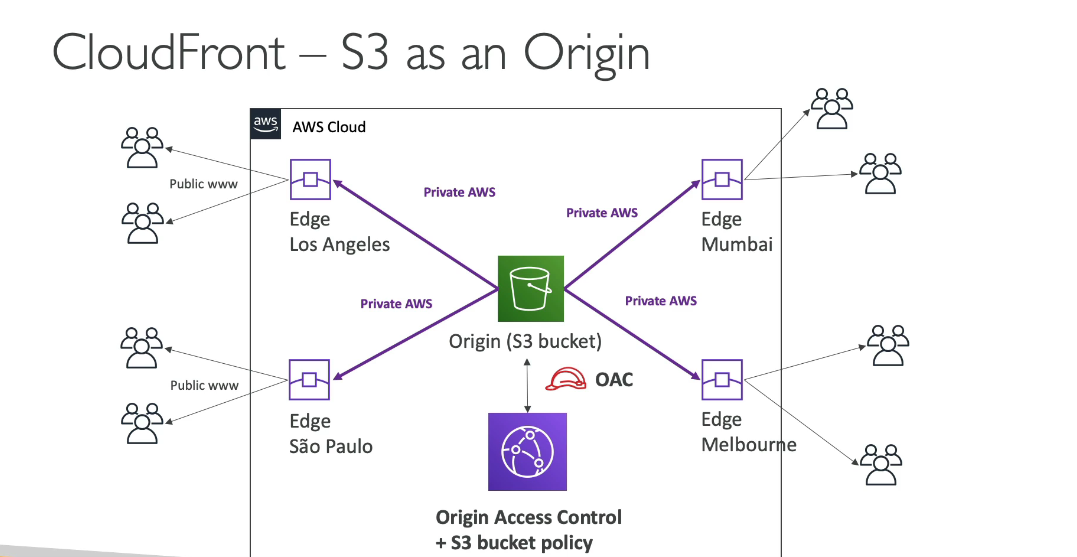 CloudFront – S3 as an Origin
aws
AWS Cloud
Public www
Edge
Los Angeles
Private AWS
Private AWS
Edge
Mumbai
Private AWS
Private AWS
Origin (S3 bucket)
OAC
Public www
Edge
São Paulo
Edge
Melbourne
Origin Access Control
+ S3 bucket policy